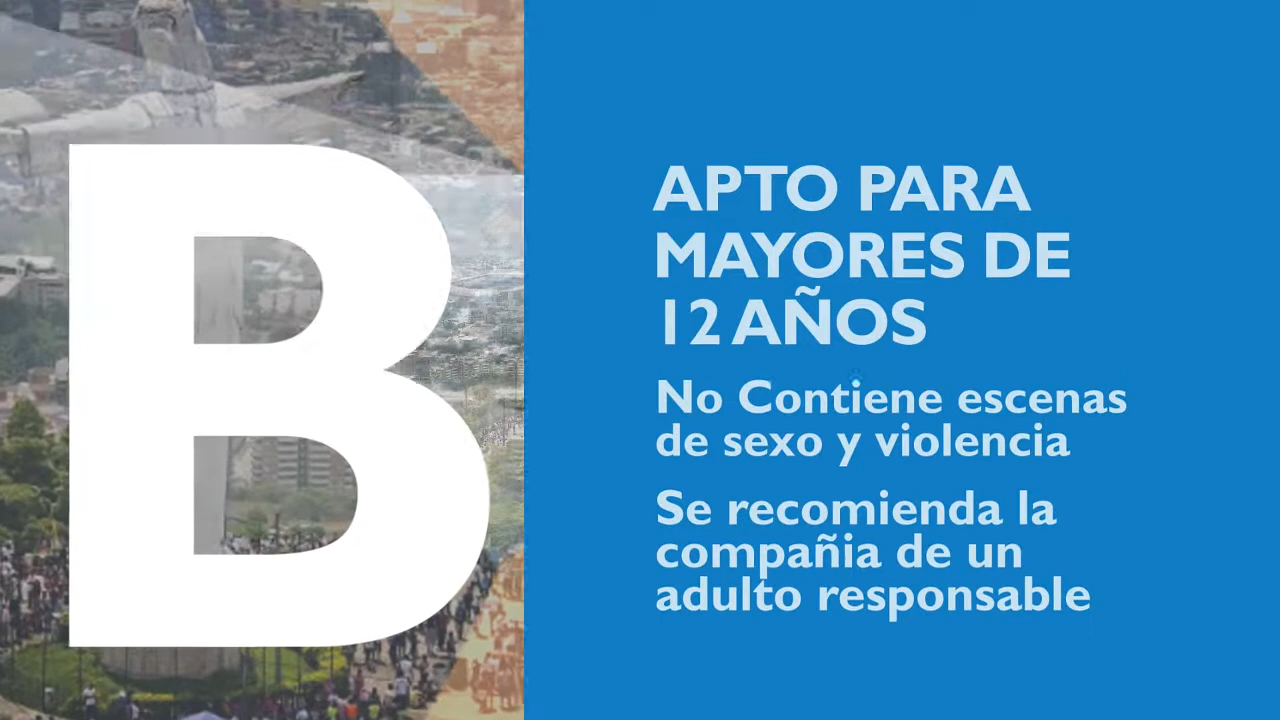 B
APTO PARA
MAYORES DE
12 AÑOS
No Contiene escenas
de sexo y violencia
Se recomienda la
compañia de un
adulto responsable